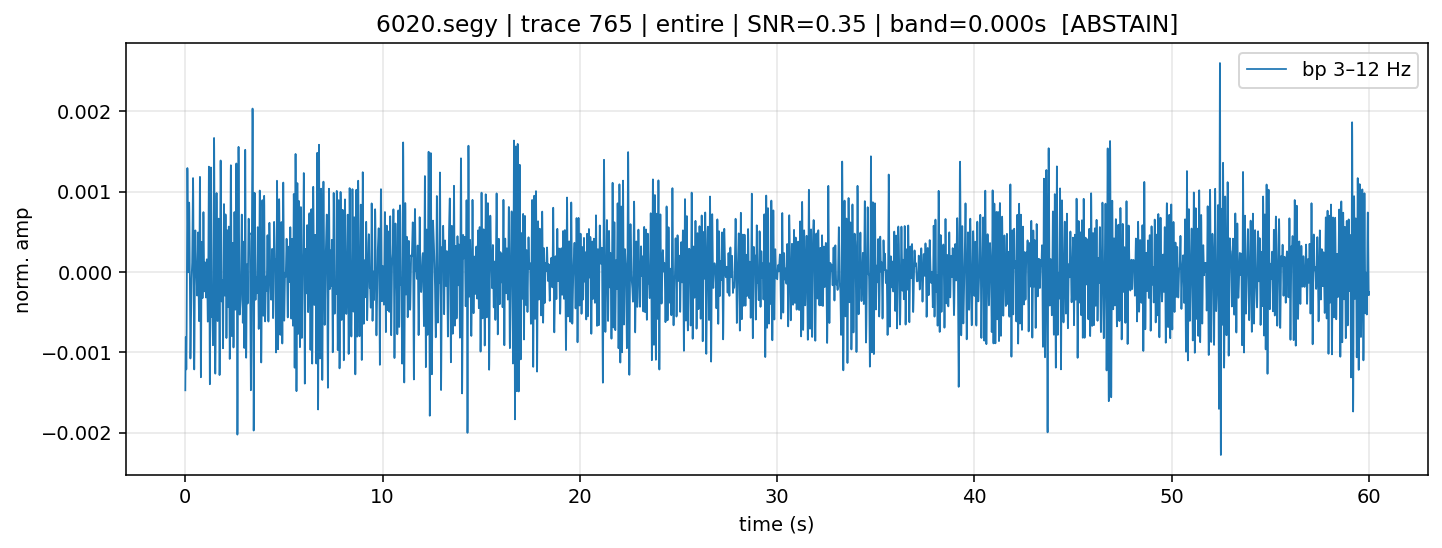 6020.segy | trace 765 | entire | SNR=0.35 | band=0.000s  [ABSTAIN]
bp 3–12 Hz
norm. amp
0.002
0.001
0.000
−0.001
−0.002
0 10 20 30 40 50 60
time (s)